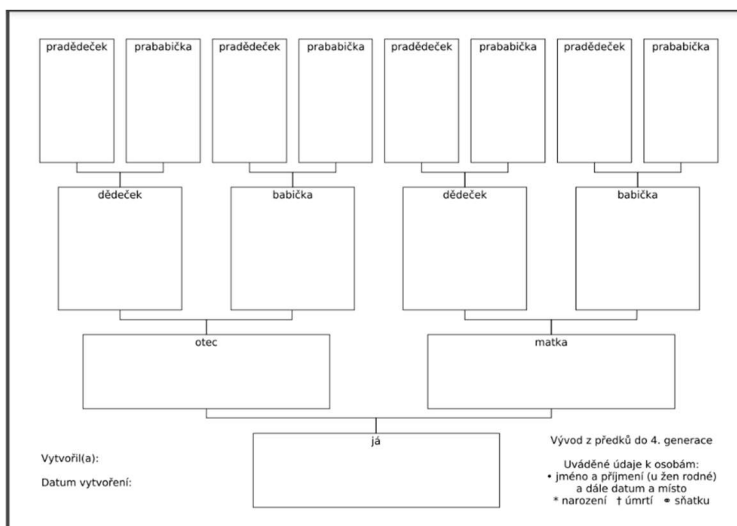 pradědeček prababička pradědeček prababička pradědeček prababička pradědeček prababička
dědeček babička dědeček babička
otec matka
já
Vytvořil(a):
Datum vytvoření:
Vývod z předků do 4. generace
Uváděné údaje k osobám:
• jméno a příjmení (u žen rodné)
a dále datum a místo
* narození † úmrtí ⚭ sňatku